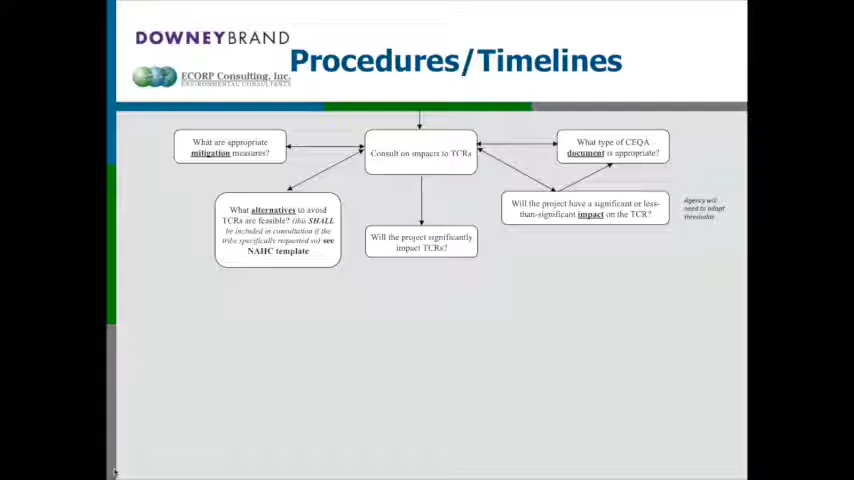 DOWNEYBRAND
ECORP Consulting, Inc.
ENVIRONMENTAL CONSULTANTS
Procedures/Timelines
What are appropriate
mitigation measures?
Consult on impacts to TCRs
What type of CEQA
document is appropriate?
What alternatives to avoid
TCRs are feasible? (this SHALL
be included in consultation if the
tribe specifically requested so) see
NAHC template
Will the project significantly
impact TCRs?
Will the project have a significant or less-
than-significant impact on the TCR?
Agency will
need to adopt
thresholds